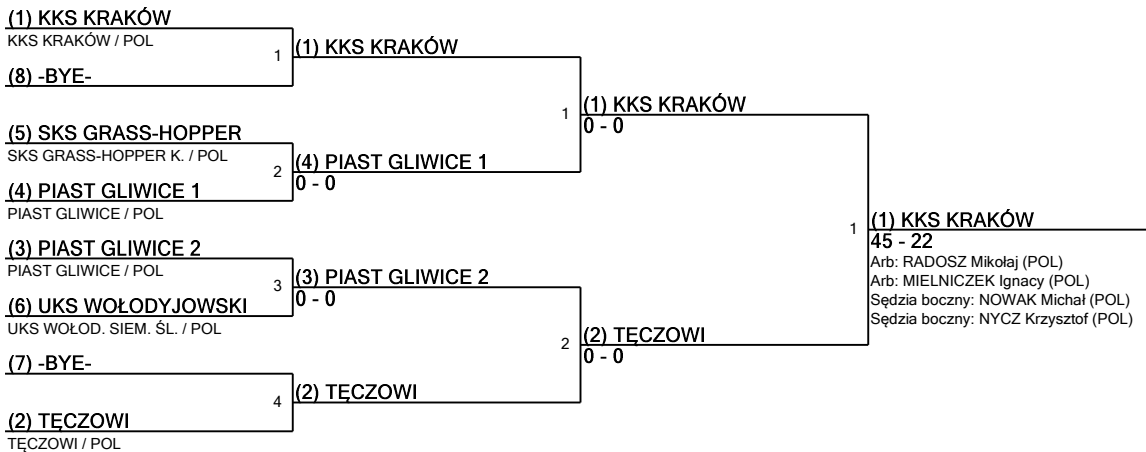 (1) KKS KRAKÓW
KKS KRAKÓW / POL
(8) -BYE-
(5) SKS GRASS-HOPPER
SKS GRASS-HOPPER K. / POL
(4) PIAST GLIWICE 1
PIAST GLIWICE / POL
(3) PIAST GLIWICE 2
PIAST GLIWICE / POL
(6) UKS WOŁODYJOWSKI
UKS WOŁOD. SIEM. ŚL. / POL
(7) -BYE-
(2) TĘCZOWI
TĘCZOWI / POL
1
(1) KKS KRAKÓW
2
(4) PIAST GLIWICE 1
0 - 0
3
(3) PIAST GLIWICE 2
0 - 0
4
(2) TĘCZOWI
1
(1) KKS KRAKÓW
0 - 0
2
(2) TĘCZOWI
0 - 0
1
(1) KKS KRAKÓW
45 - 22
Arb: RADOSZ Mikołaj (POL)
Arb: MIELNICZEK Ignacy (POL)
Sędzia boczny: NOWAK Michał (POL)
Sędzia boczny: NYCZ Krzysztof (POL)